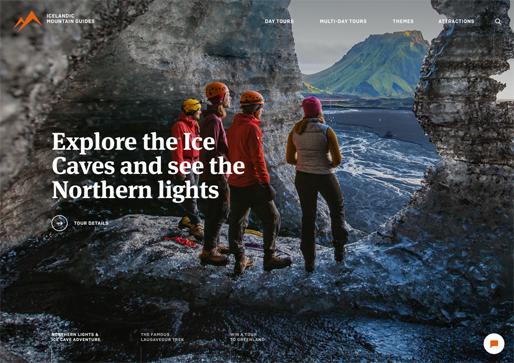 ICELANDIC
MOUNTAIN GUIDES
DAY TOURS
MULTI-DAY TOURS
THEMES
ATTRACTIONS
Explore the Ice
Caves and see the
Northern lights
TOUR DETAILS
NORTHERN LIGHTS &
ICE CAVE ADVENTURE
THE FAMOUS
LAUGAVEGUR TREK
WIN A TOUR
TO GREENLAND